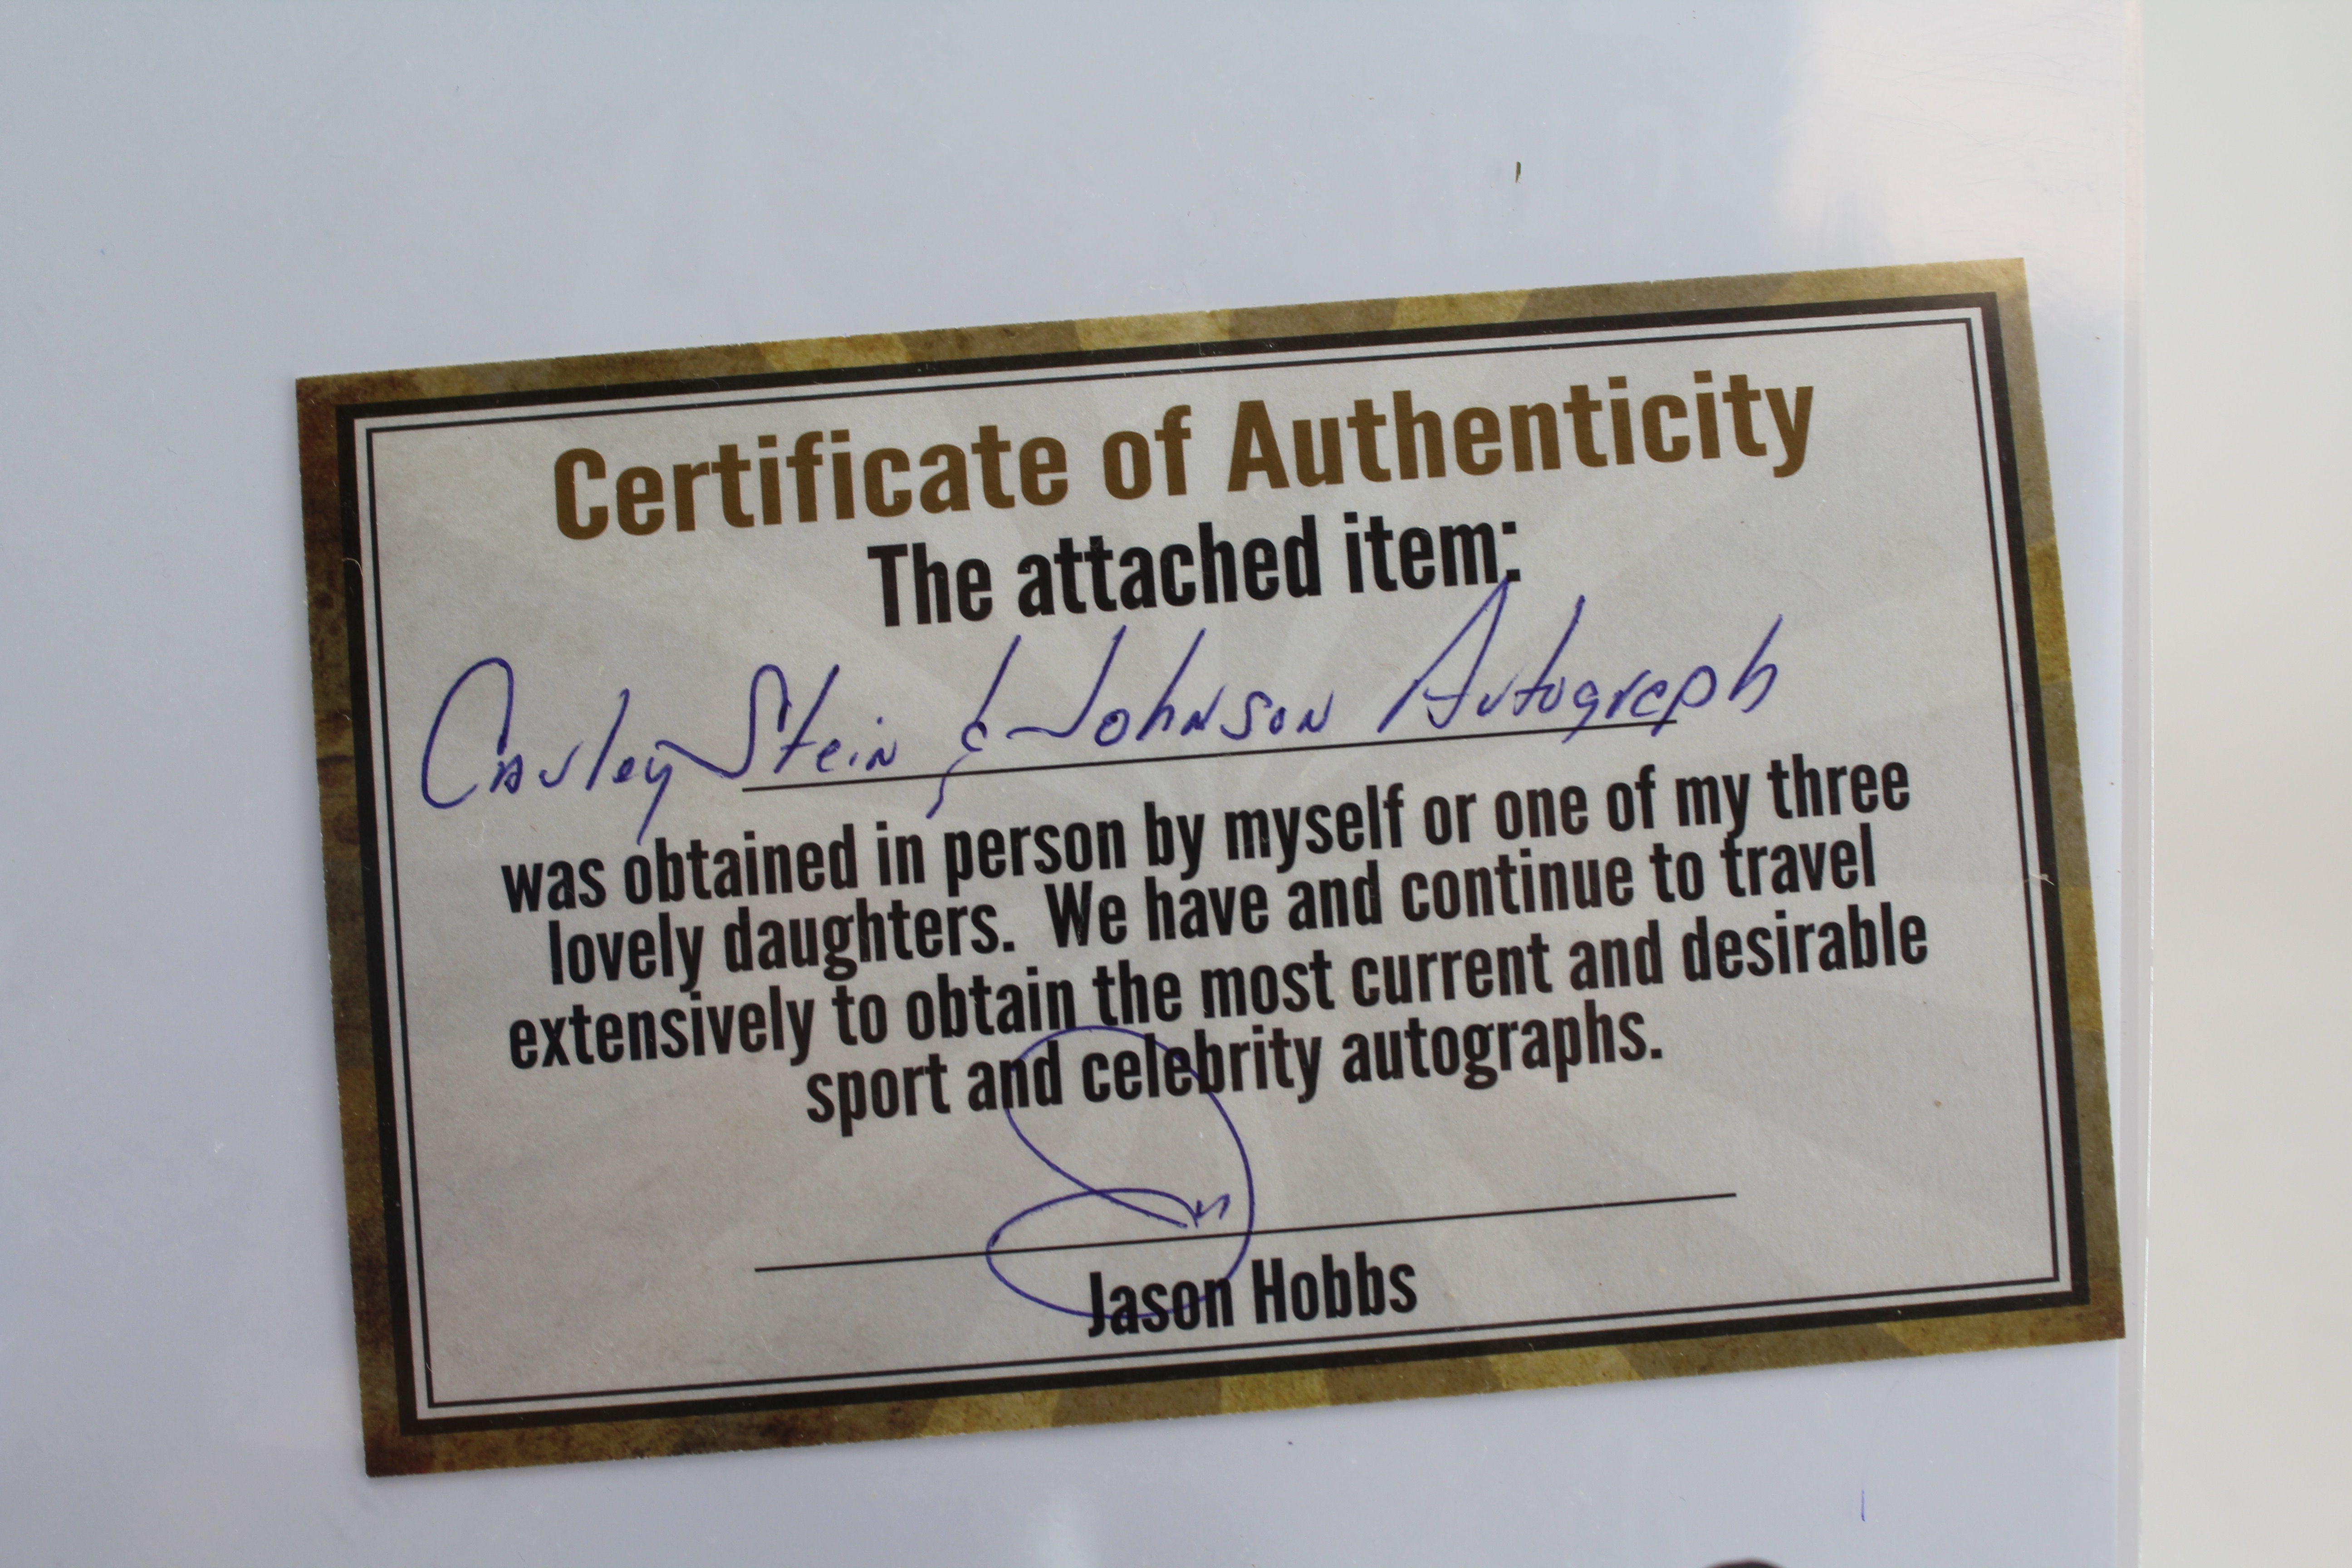 Certificate of Authenticity
The attached item:
Cauley Stein & Johnson Autograph
was obtained in person by myself or one of my three
lovely daughters. We have and continue to travel
extensively to obtain the most current and desirable
sport and celebrity autographs.
Jason Hobbs